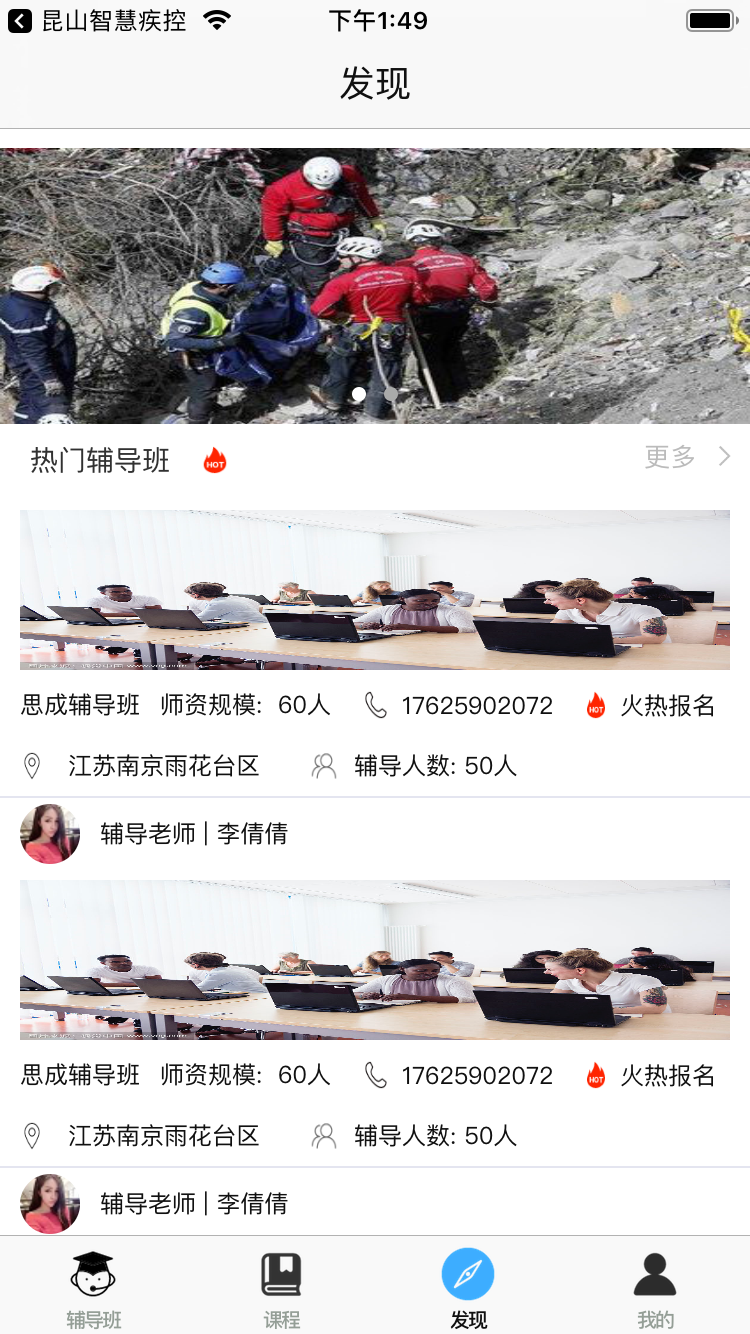 昆山智慧疾控 下午1:49
发现
热门辅导班 HOT 更多
思成辅导班 师资规模: 60人 17625902072 HOT 火热报名
江苏南京雨花台区 辅导人数: 50人
辅导老师 | 李倩倩
思成辅导班 师资规模: 60人 17625902072 HOT 火热报名
江苏南京雨花台区 辅导人数: 50人
辅导老师 | 李倩倩
辅导班 课程 发现 我的